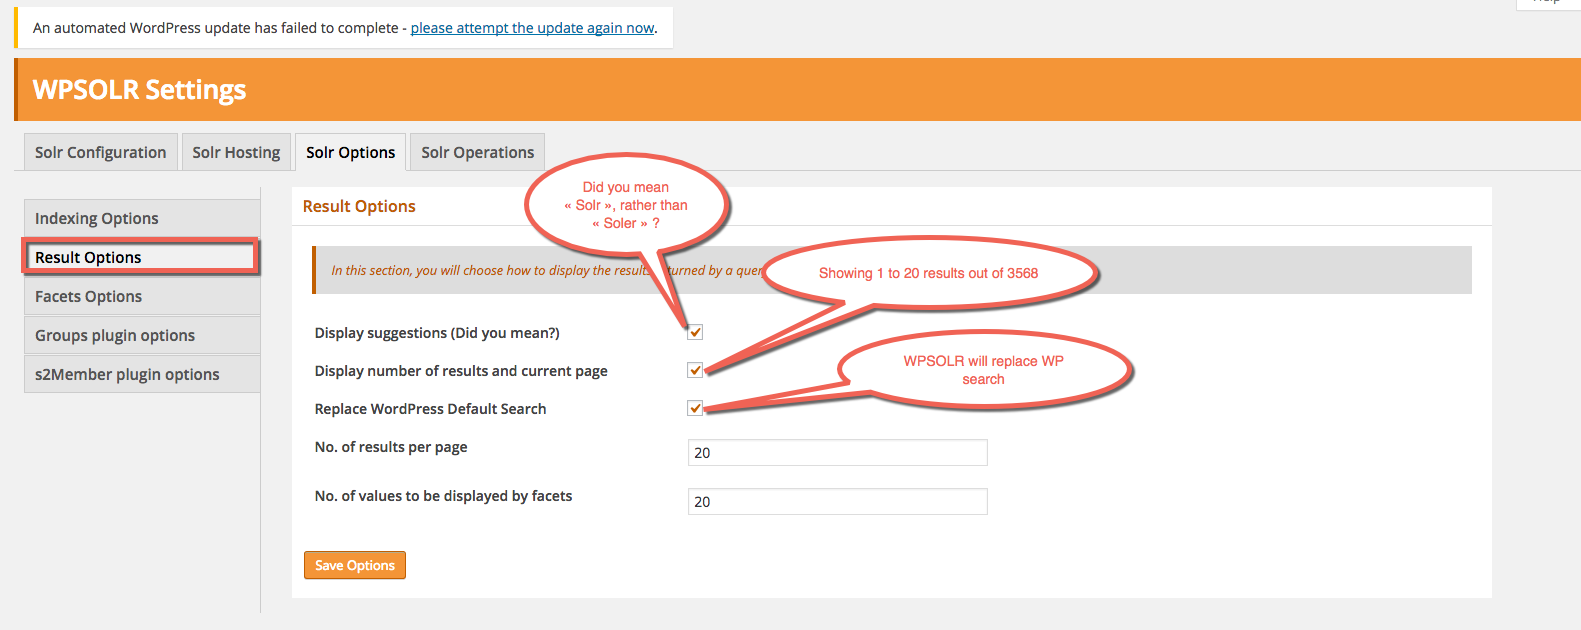 Help
An automated WordPress update has failed to complete - please attempt the update again now.
WPSOLR Settings
Solr Configuration
Solr Hosting
Solr Options
Solr Operations
Indexing Options
Result Options
Facets Options
Groups plugin options
s2Member plugin options
Result Options
Did you mean
« Solr », rather than
« Soler » ?
In this section, you will choose how to display the results returned by a
Showing 1 to 20 results out of 3568
Display suggestions (Did you mean?)
Display number of results and current page
WPSOLR will replace WP
search
Replace WordPress Default Search
No. of results per page
20
No. of values to be displayed by facets
20
Save Options